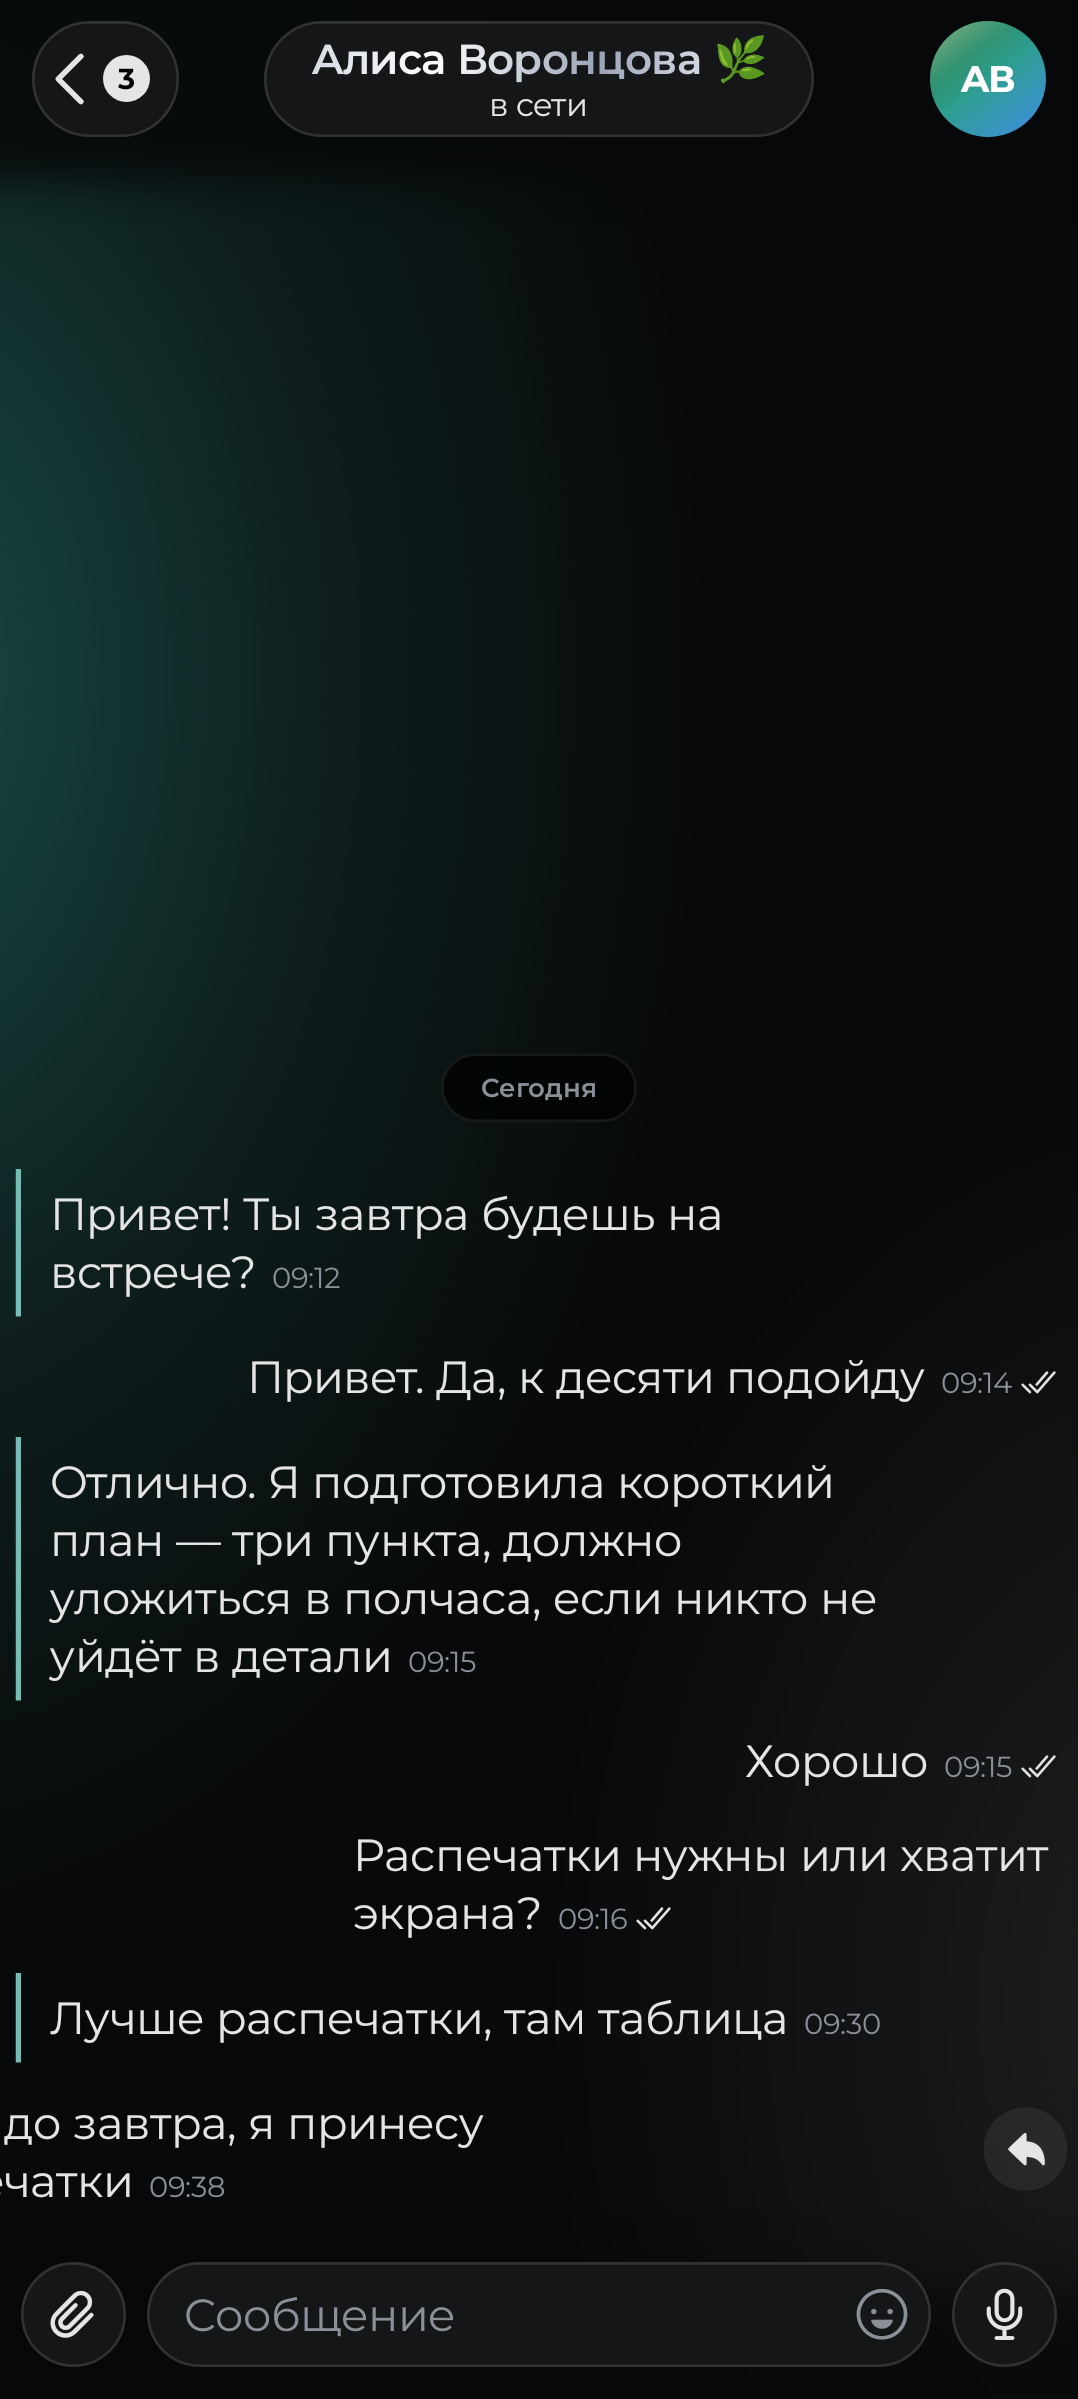 3
Алиса Воронцова 🌿
в сети
АВ
Сегодня
Привет! Ты завтра будешь на
встрече? 09:12
Привет. Да, к десяти подойду 09:14
Отлично. Я подготовила короткий
план — три пункта, должно
уложиться в полчаса, если никто не
уйдёт в детали 09:15
Хорошо 09:15
Распечатки нужны или хватит
экрана? 09:16
Лучше распечатки, там таблица 09:30
до завтра, я принесу
09:38
Сообщение